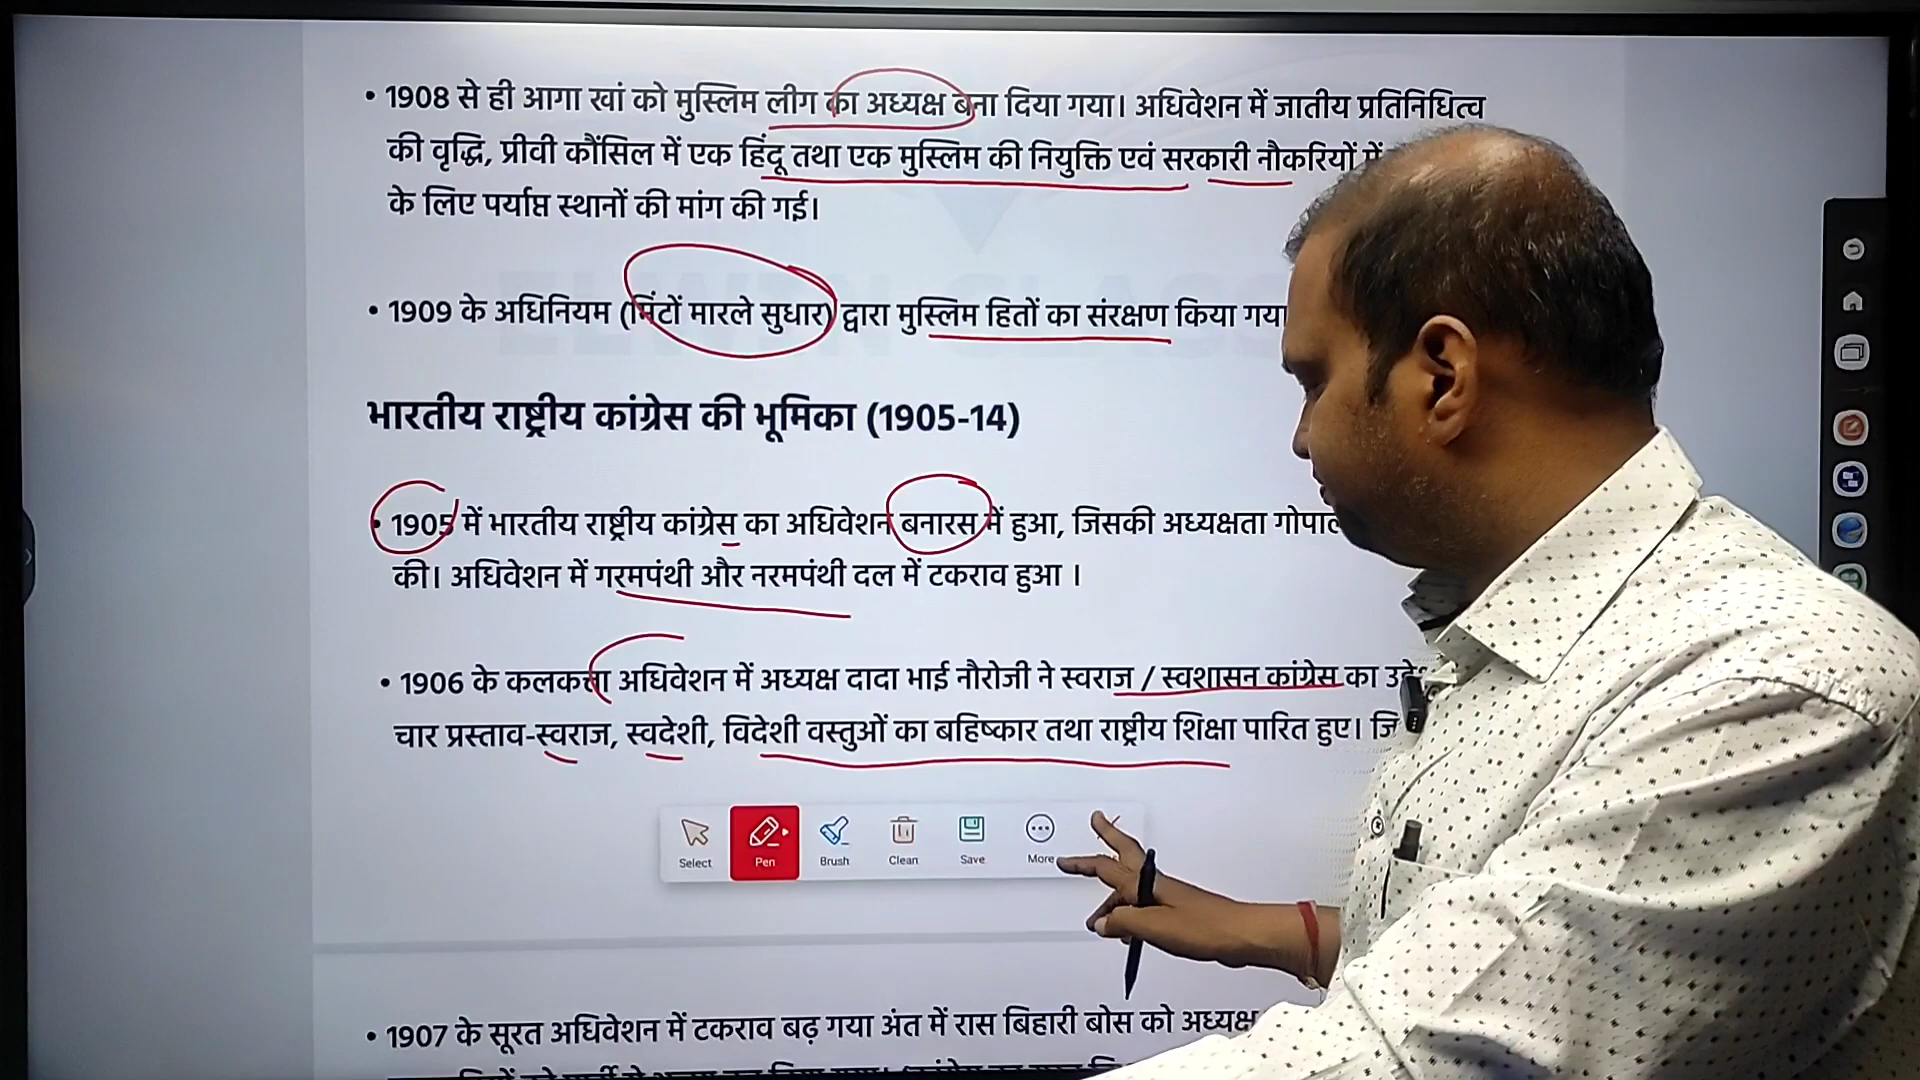 • 1908 से ही आगा खां को मुस्लिम लीग का अध्यक्ष बना दिया गया। अधिवेशन में जातीय प्रतिनिधित्व
की वृद्धि, प्रीवी कौंसिल में एक हिंदू तथा एक मुस्लिम की नियुक्ति एवं सरकारी नौकरियों में
के लिए पर्याप्त स्थानों की मांग की गई।
• 1909 के अधिनियम (मिंटों मारले सुधार) द्वारा मुस्लिम हितों का संरक्षण किया गया
भारतीय राष्ट्रीय कांग्रेस की भूमिका (1905-14)
• 1905 में भारतीय राष्ट्रीय कांग्रेस का अधिवेशन बनारस में हुआ, जिसकी अध्यक्षता गोपाल
की। अधिवेशन में गरमपंथी और नरमपंथी दल में टकराव हुआ ।
• 1906 के कलकत्ता अधिवेशन में अध्यक्ष दादा भाई नौरोजी ने स्वराज / स्वशासन कांग्रेस का
चार प्रस्ताव-स्वराज, स्वदेशी, विदेशी वस्तुओं का बहिष्कार तथा राष्ट्रीय शिक्षा पारित हुए।
Select Pen Brush Clean Save More
• 1907 के सूरत अधिवेशन में टकराव बढ़ गया अंत में रास बिहारी बोस को अध्यक्ष